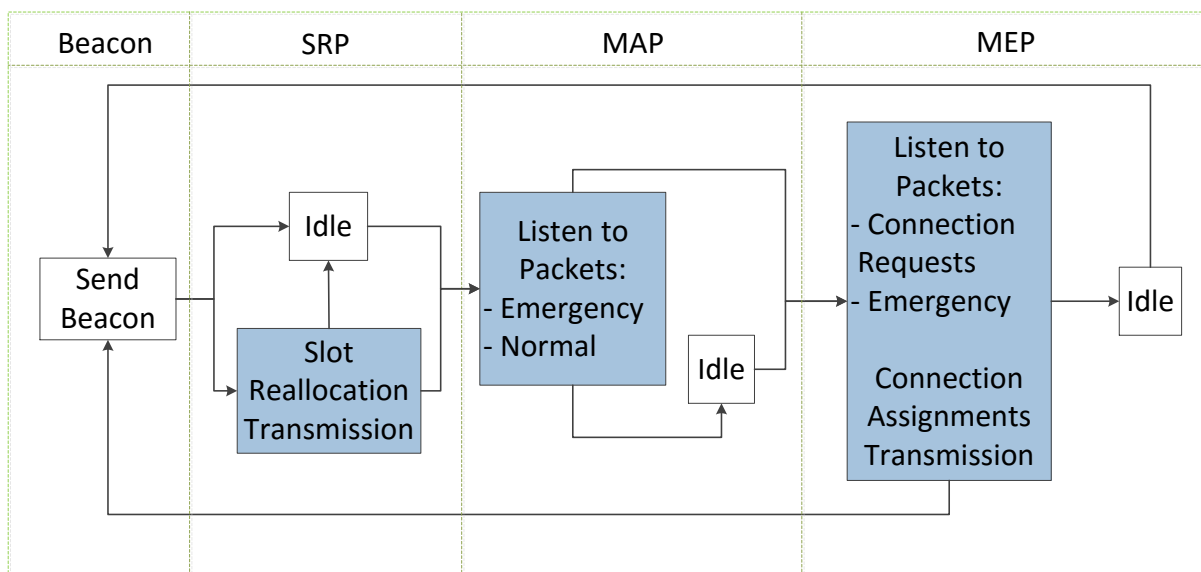 Beacon
SRP
MAP
MEP
Send
Beacon
Idle
Slot
Reallocation
Transmission
Listen to
Packets:
- Emergency
- Normal
Idle
Listen to
Packets:
- Connection
Requests
- Emergency
Connection
Assignments
Transmission
Idle